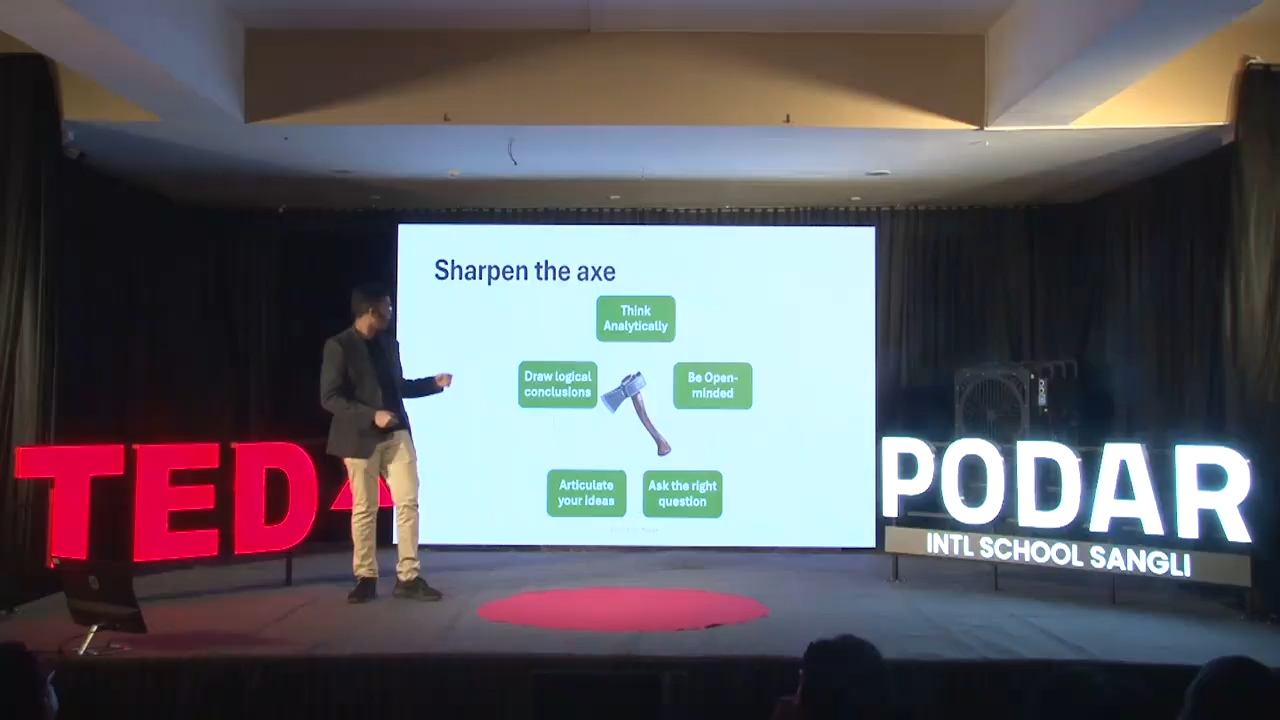 Sharpen the axe
Think
Analytically
Draw logical
conclusions
Be Open-
minded
Articulate
your ideas
Ask the right
question
TED
PODAR
INTL SCHOOL SANGLI